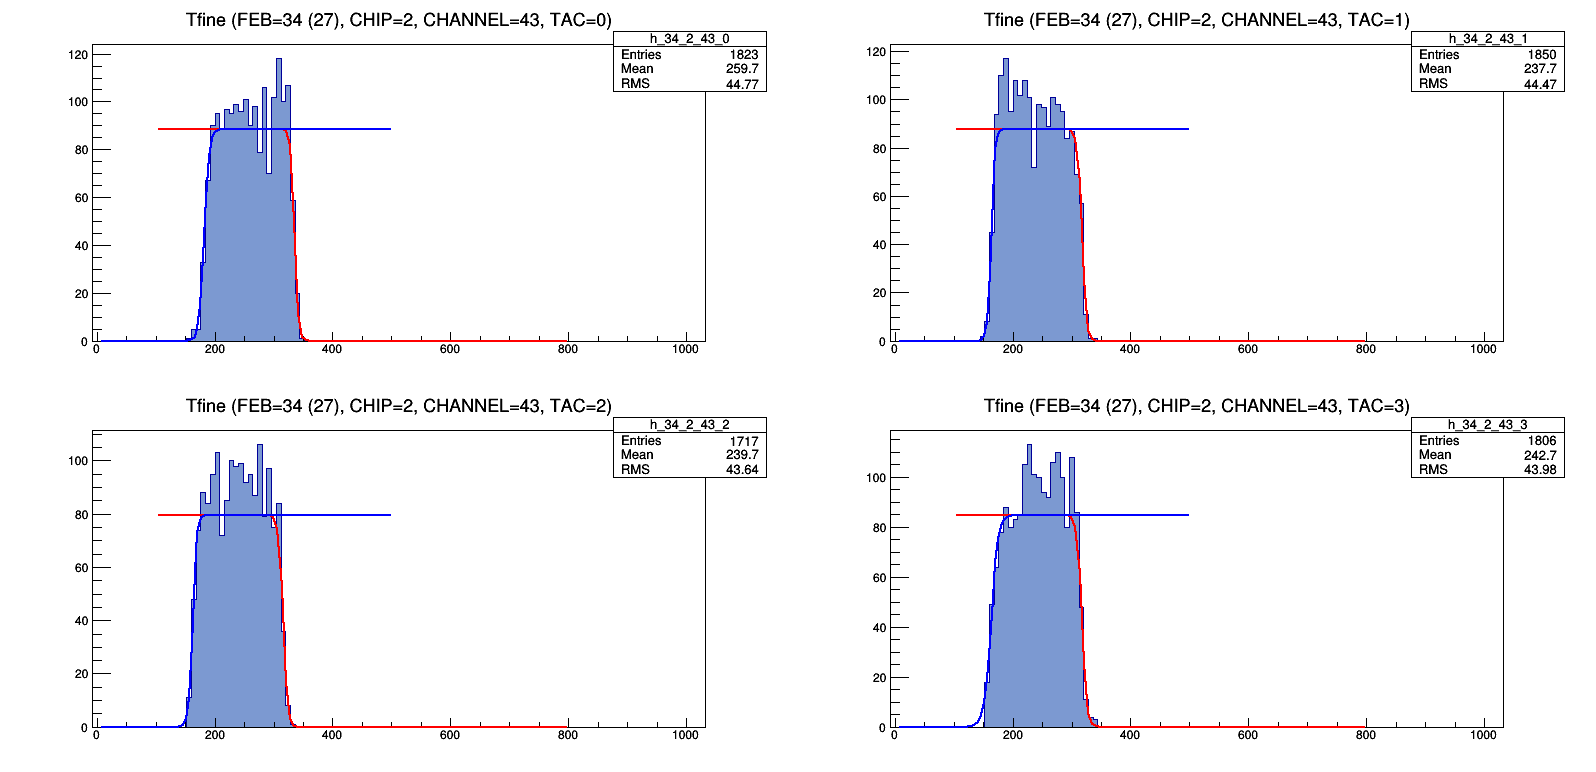 Tfine (FEB=34 (27), CHIP=2, CHANNEL=43, TAC=0)
h_34_2_43_0
Entries 1823
Mean 259.7
RMS 44.77
120
100
80
60
40
20
0
0 200 400 600 800 1000
Tfine (FEB=34 (27), CHIP=2, CHANNEL=43, TAC=1)
h_34_2_43_1
Entries 1850
Mean 237.7
RMS 44.47
120
100
80
60
40
20
0
0 200 400 600 800 1000
Tfine (FEB=34 (27), CHIP=2, CHANNEL=43, TAC=2)
h_34_2_43_2
Entries 1717
Mean 239.7
RMS 43.64
100
80
60
40
20
0
0 200 400 600 800 1000
Tfine (FEB=34 (27), CHIP=2, CHANNEL=43, TAC=3)
h_34_2_43_3
Entries 1806
Mean 242.7
RMS 43.98
100
80
60
40
20
0
0 200 400 600 800 1000